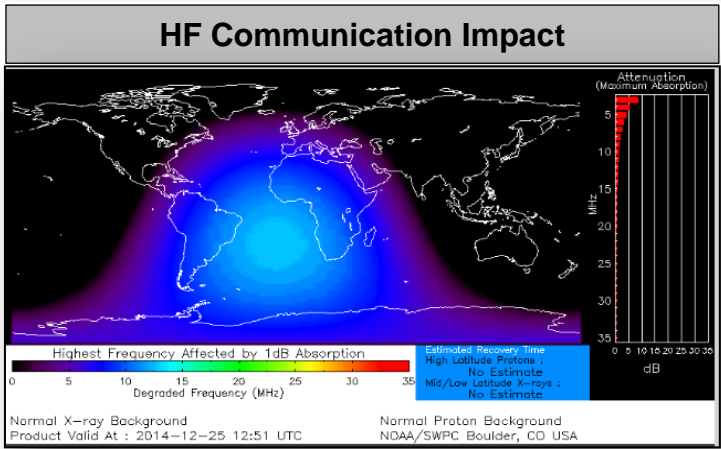 HF Communication Impact
Attenuation
(Maximum Absorption)
5
10
15
20
25
30
35
MHz
0 5 10 15 20 25 30 35
dB
Highest Frequency Affected by 1dB Absorption
0 5 10 15 20 25 30 35
Degraded Frequency (MHz)
Estimated Recovery Time
High Latitude Protons :
No Estimate
Mid/Low Latitude X-rays :
No Estimate
Normal X-ray Background
Product Valid At : 2014-12-25 12:51 UTC
Normal Proton Background
NOAA/SWPC Boulder, CO USA